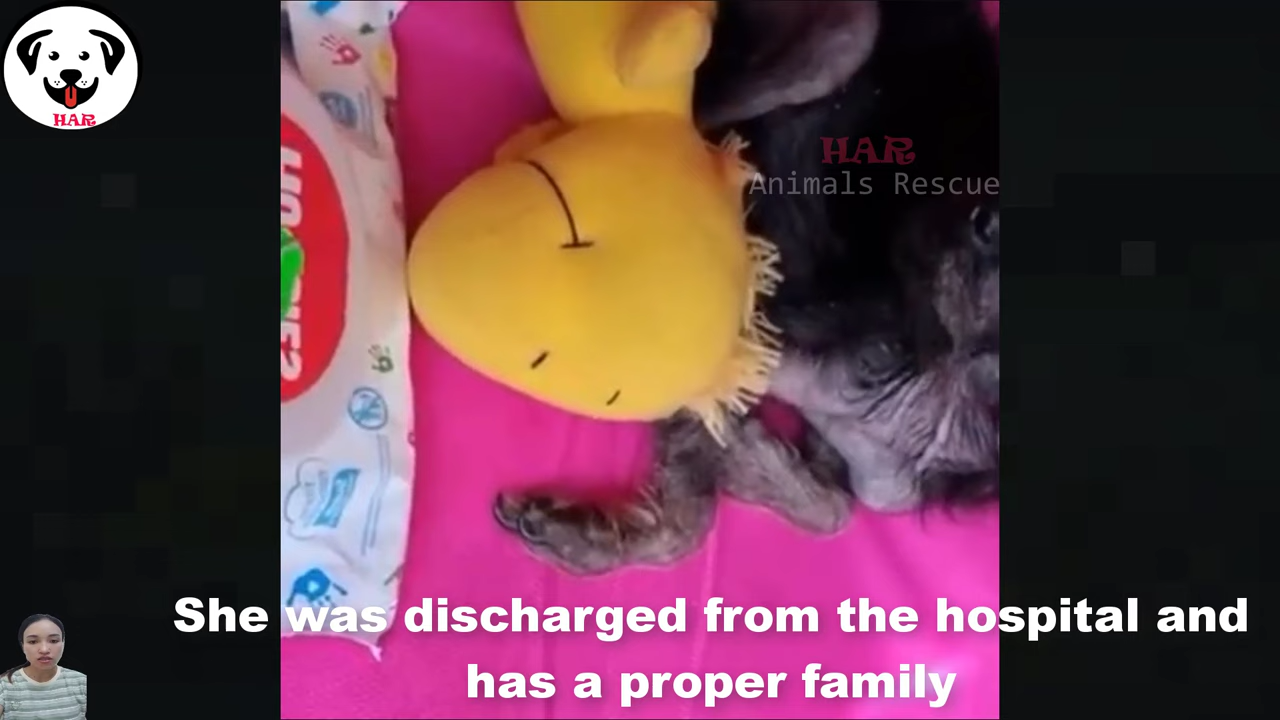 HAR
HAR
Animals Rescue
She was discharged from the hospital and
has a proper family